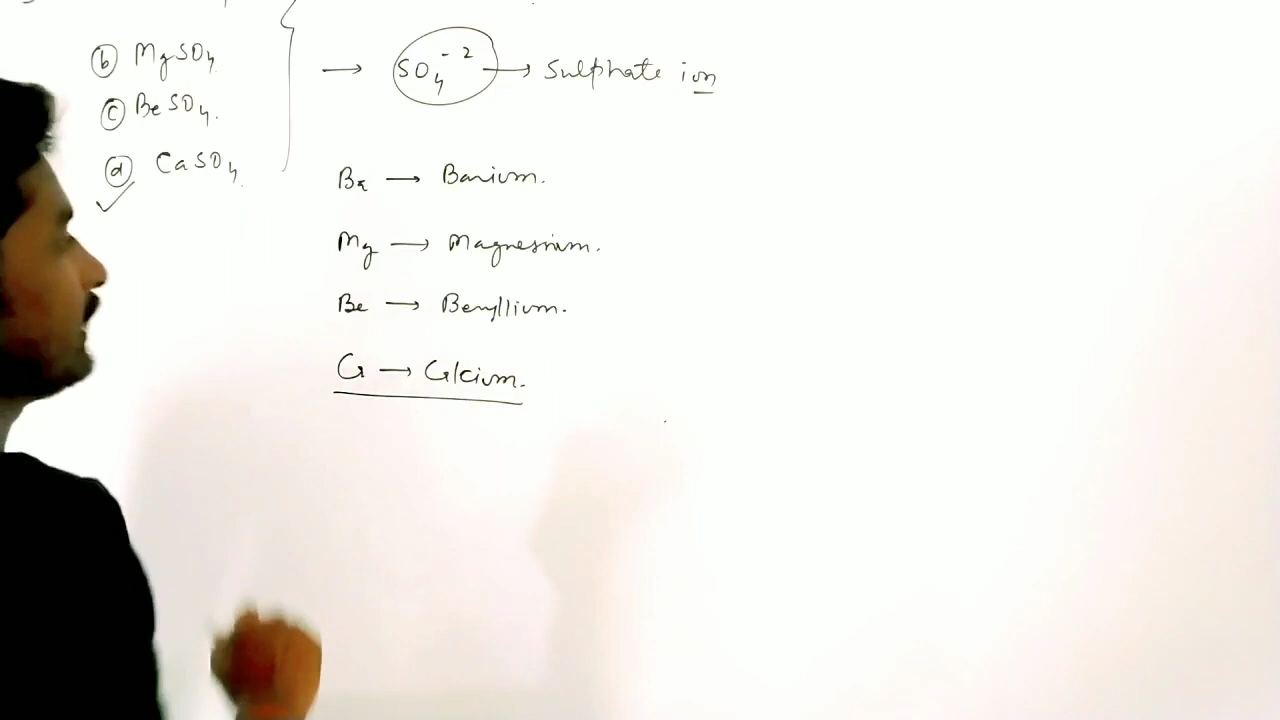 ⓑ MgSO₄
→ SO₄⁻² → Sulphate ion
ⓒ BeSO₄.
ⓓ CaSO₄.
Ba → Barium.
Mg → Magnesium.
Be → Beryllium.
Ca → Calcium.